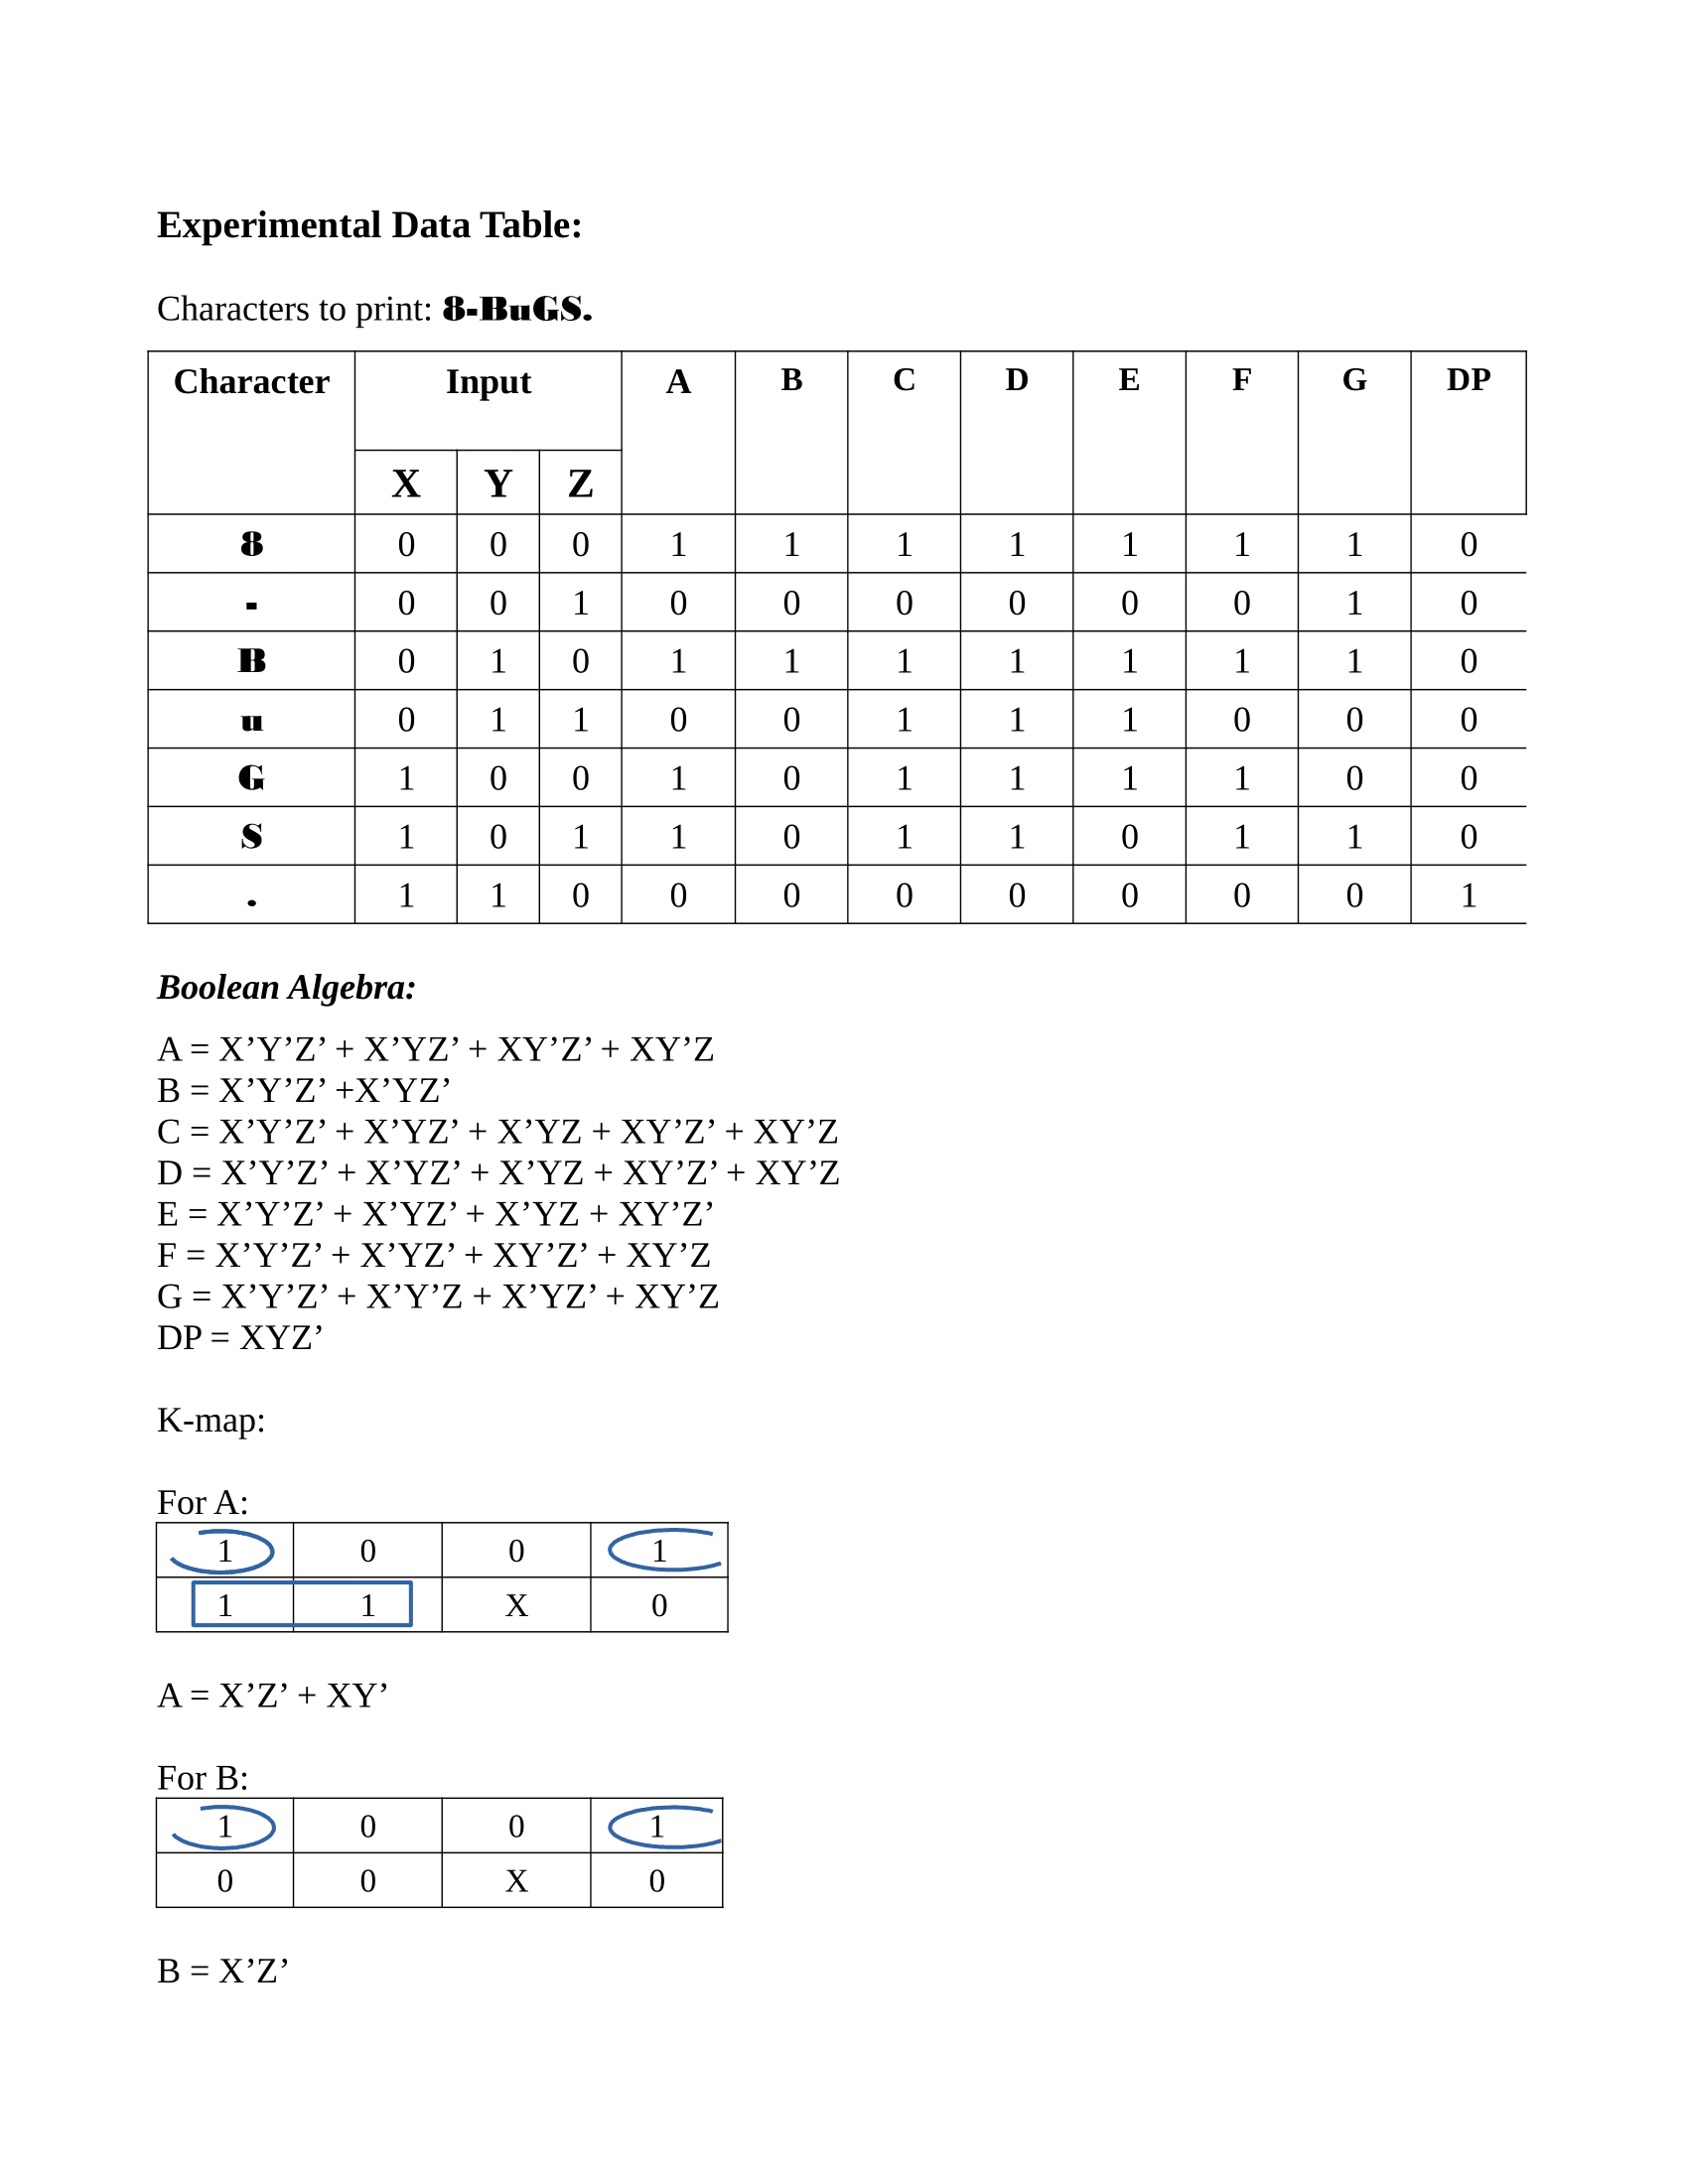 Experimental Data Table:
Characters to print: 8-BuGS.
Character Input A B C D E F G DP
X Y Z
8 0 0 0 1 1 1 1 1 1 1 0
- 0 0 1 0 0 0 0 0 0 1 0
B 0 1 0 1 1 1 1 1 1 1 0
u 0 1 1 0 0 1 1 1 0 0 0
G 1 0 0 1 0 1 1 1 1 0 0
S 1 0 1 1 0 1 1 0 1 1 0
. 1 1 0 0 0 0 0 0 0 0 1
Boolean Algebra:
A = X’Y’Z’ + X’YZ’ + XY’Z’ + XY’Z
B = X’Y’Z’ +X’YZ’
C = X’Y’Z’ + X’YZ’ + X’YZ + XY’Z’ + XY’Z
D = X’Y’Z’ + X’YZ’ + X’YZ + XY’Z’ + XY’Z
E = X’Y’Z’ + X’YZ’ + X’YZ + XY’Z’
F = X’Y’Z’ + X’YZ’ + XY’Z’ + XY’Z
G = X’Y’Z’ + X’Y’Z + X’YZ’ + XY’Z
DP = XYZ’
K-map:
For A:
1 0 0 1
1 1 X 0
A = X’Z’ + XY’
For B:
1 0 0 1
0 0 X 0
B = X’Z’